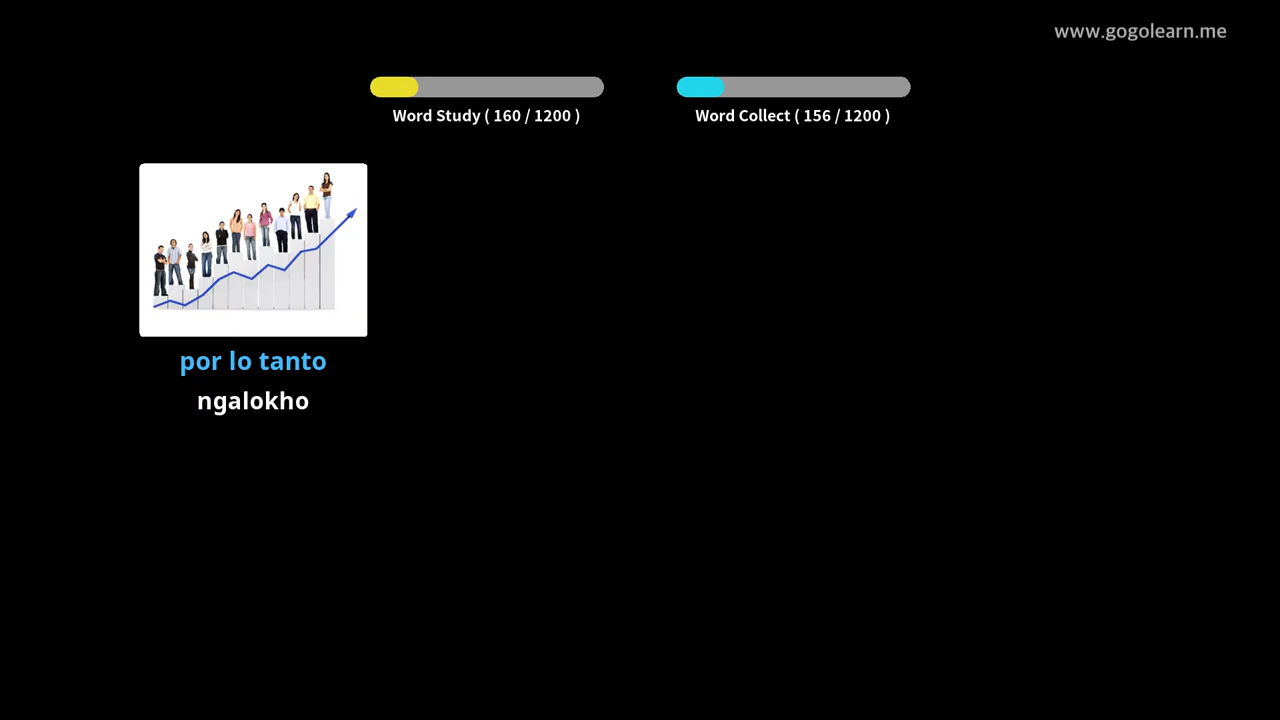 www.gogolearn.me
Word Study ( 160 / 1200 )
Word Collect ( 156 / 1200 )
por lo tanto
ngalokho